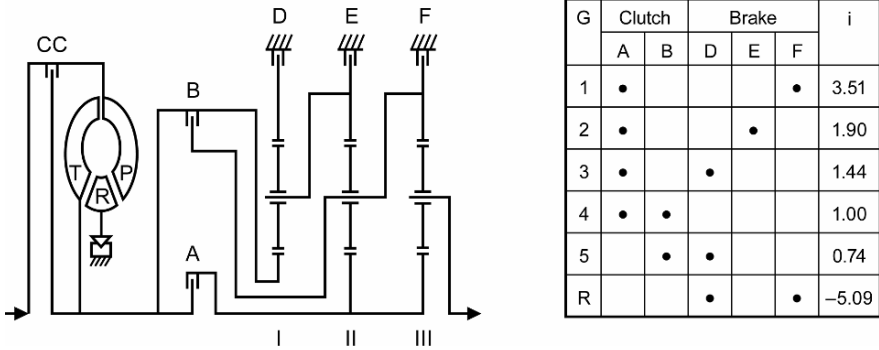 CC
T
P
R
B
A
D
E
F
I
II
III
G Clutch Brake i
A B D E F
1 • • 3.51
2 • • 1.90
3 • • 1.44
4 • • 1.00
5 • • 0.74
R • • –5.09